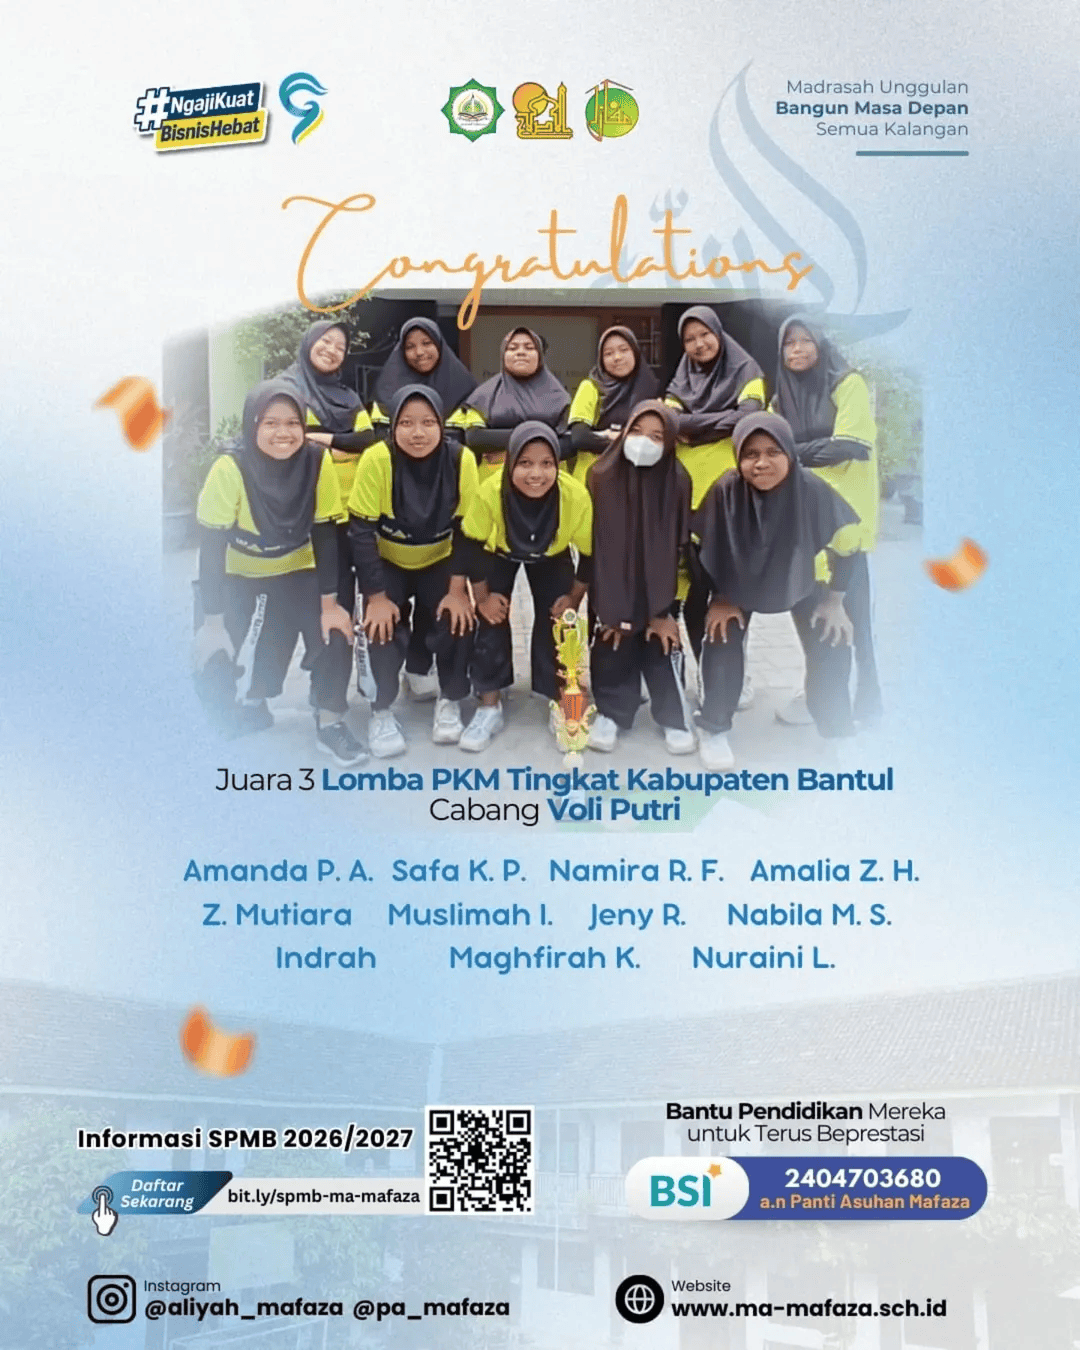 #NgajiKuat
BisnisHebat
Madrasah Unggulan
Bangun Masa Depan
Semua Kalangan
Congratulations
Juara 3 Lomba PKM Tingkat Kabupaten Bantul
Cabang Voli Putri
Amanda P. A. Safa K. P. Namira R. F. Amalia Z. H.
Z. Mutiara Muslimah I. Jeny R. Nabila M. S.
Indrah Maghfirah K. Nuraini L.
Informasi SPMB 2026/2027
Daftar
Sekarang
bit.ly/spmb-ma-mafaza
Bantu Pendidikan Mereka
untuk Terus Beprestasi
BSI
2404703680
a.n Panti Asuhan Mafaza
Instagram
@aliyah_mafaza @pa_mafaza
Website
www.ma-mafaza.sch.id